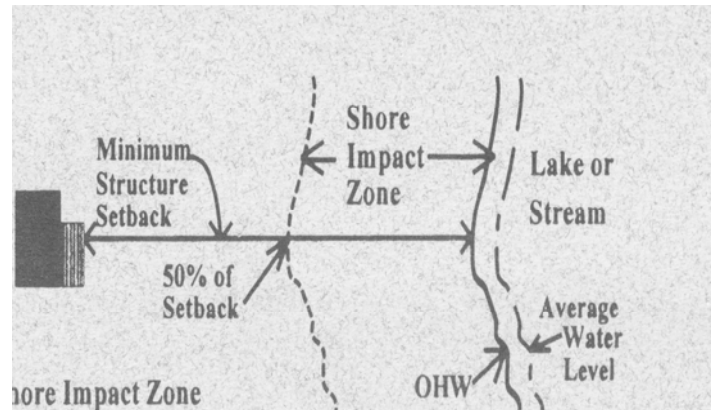 Minimum
Structure
Setback
Shore
Impact
Zone
Lake or
Stream
50% of
Setback
Average
Water
Level
OHW
hore Impact Zone